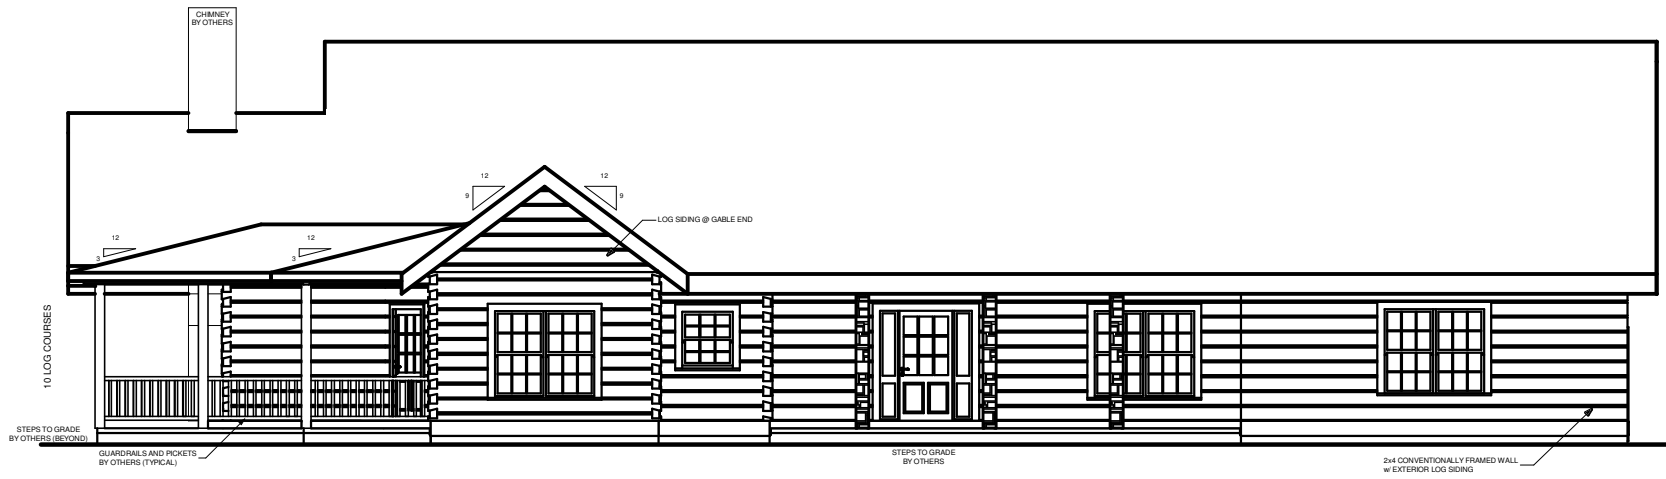 CHIMNEY
BY OTHERS
12
12
9
9
LOG SIDING @ GABLE END
12
12
3
3
10 LOG COURSES
STEPS TO GRADE
BY OTHERS (BEYOND)
GUARDRAILS AND PICKETS
BY OTHERS (TYPICAL)
STEPS TO GRADE
BY OTHERS
2x4 CONVENTIONALLY FRAMED WALL
w/ EXTERIOR LOG SIDING